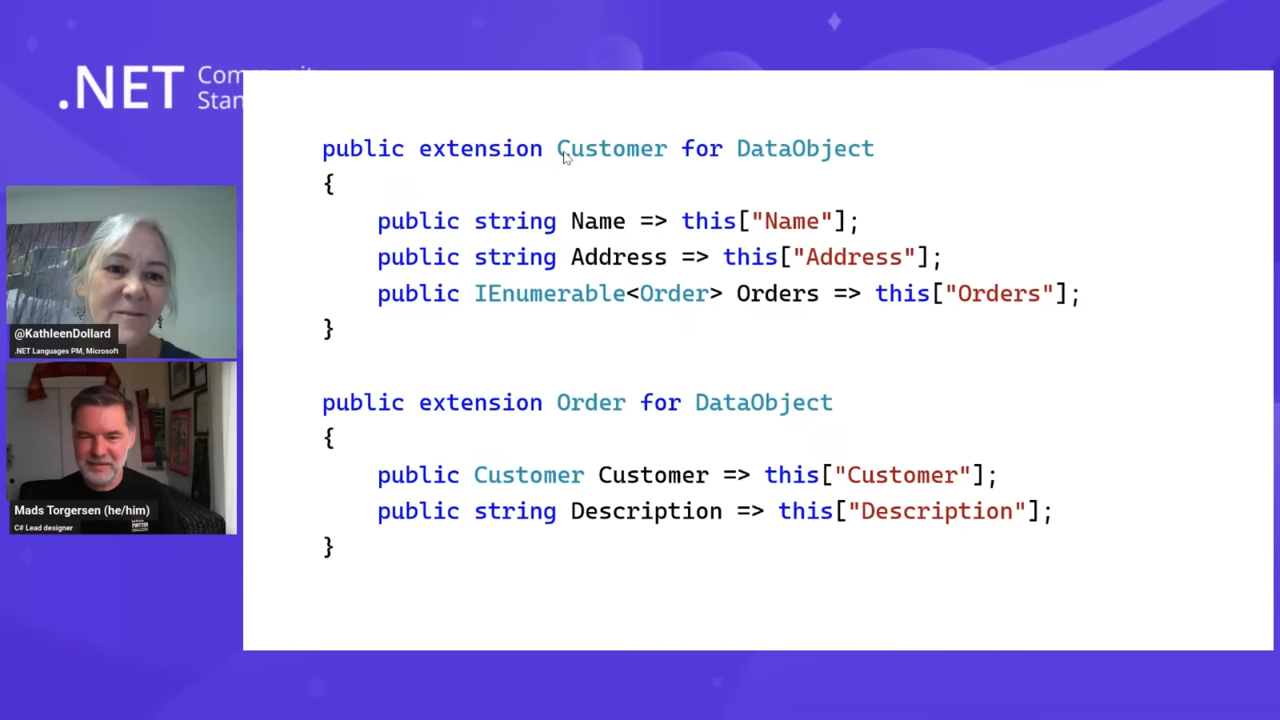 .NET
public extension Customer for DataObject
{
public string Name => this["Name"];
public string Address => this["Address"];
public IEnumerable<Order> Orders => this["Orders"];
}
public extension Order for DataObject
{
public Customer Customer => this["Customer"];
public string Description => this["Description"];
}
@KathleenDollard
.NET Languages PM, Microsoft
Mads Torgersen (he/him)
C# Lead designer